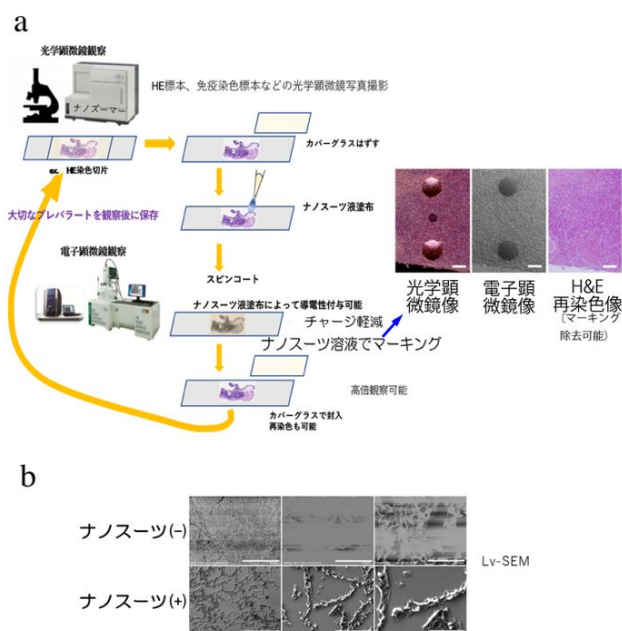 a
光学顕微鏡観察
ナノズーマー
HE標本、免疫染色標本などの光学顕微鏡写真撮影
カバーグラスはずす
ex. HE染色切片
大切なプレパラートを観察後に保存
ナノスーツ液塗布
電子顕微鏡観察
スピンコート
ナノスーツ液塗布によって導電性付与可能
チャージ軽減
ナノスーツ溶液でマーキング
高倍観察可能
カバーグラスで封入
再染色も可能
光学顕
微鏡像
電子顕
微鏡像
H&E
再染色像
(マーキング
除去可能)
b
ナノスーツ(-)
ナノスーツ(+)
Lv-SEM